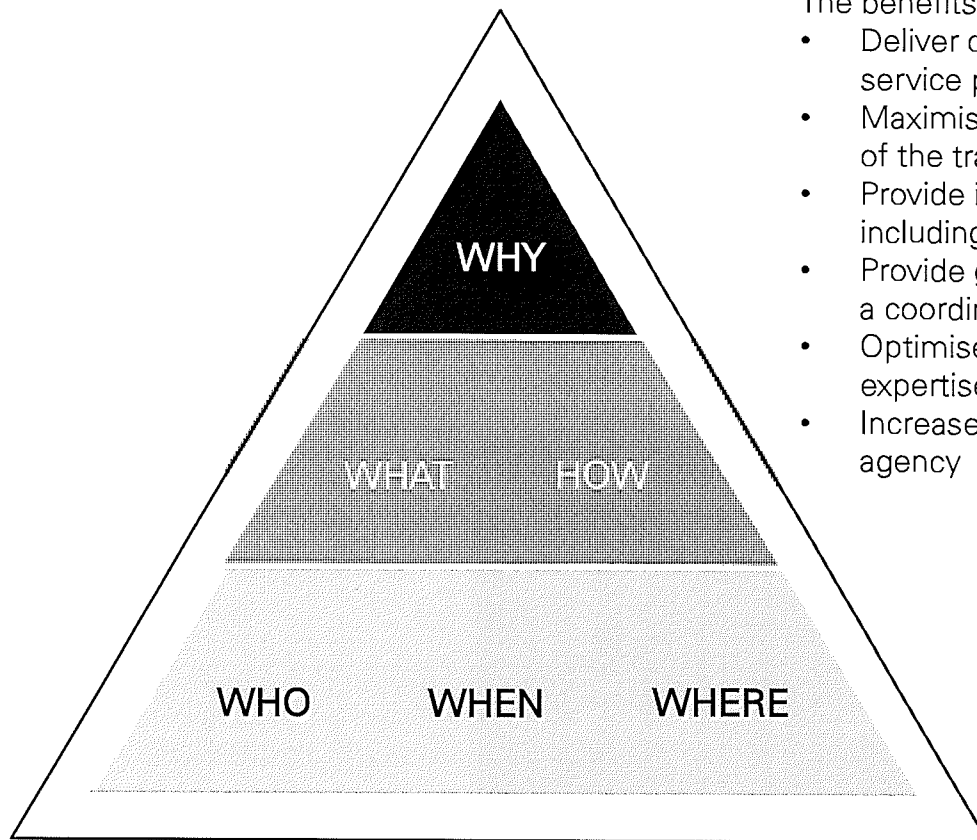 The benefits
• Deliver
service
• Maximis
of the tra
• Provide
including
• Provide
a coordin
• Optimise
expertise
• Increase
agency
WHY
WHAT HOW
WHO WHEN WHERE